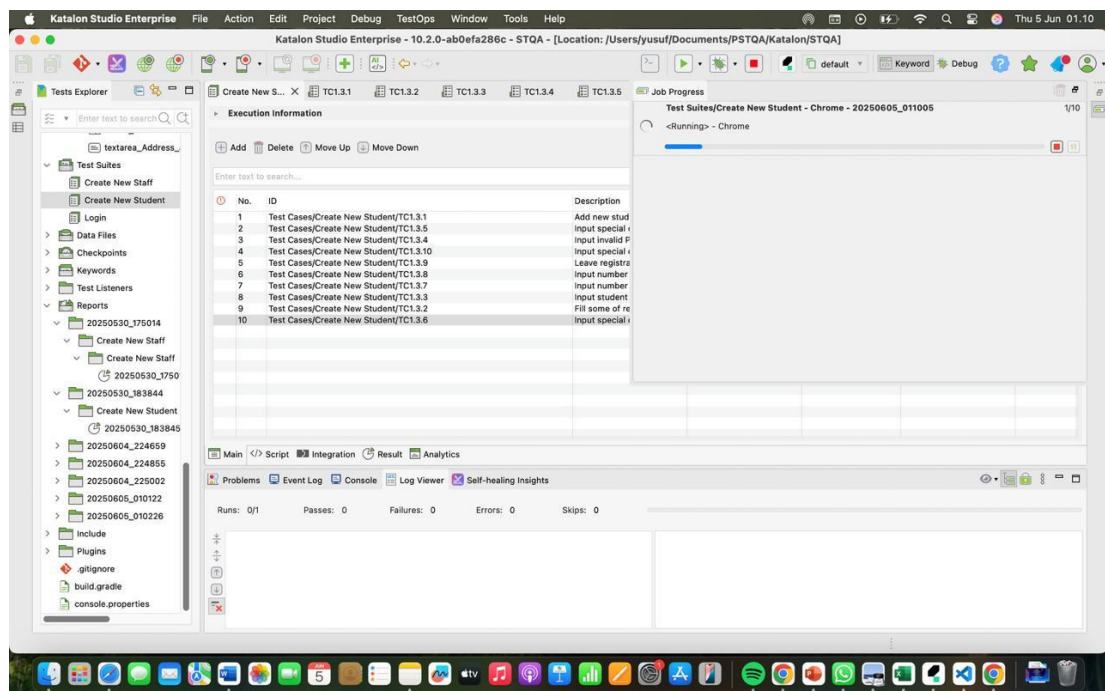 Katalon Studio Enterprise File Action Edit Project Debug TestOps Window Tools Help Thu 5 Jun 01.10
Katalon Studio Enterprise - 10.2.0-ab0efa286c - STQA - [Location: /Users/yusuf/Documents/PSTQA/Katalon/STQA]
default Keyword Debug
Tests Explorer
Enter text to search
textarea_Address_
Test Suites
Create New Staff
Create New Student
Login
Data Files
Checkpoints
Keywords
Test Listeners
Reports
20250530_175014
Create New Staff
Create New Staff
20250530_1750
20250530_183844
Create New Student
20250530_183845
20250604_224659
20250604_224855
20250604_225002
20250605_010122
20250605_010226
Include
Plugins
.gitignore
build.gradle
console.properties
Create New S... TC1.3.1 TC1.3.2 TC1.3.3 TC1.3.4 TC1.3.5
Execution Information
Add Delete Move Up Move Down
Enter text to search...
No. ID Description
1 Test Cases/Create New Student/TC1.3.1 Add new stud
2 Test Cases/Create New Student/TC1.3.5 Input special
3 Test Cases/Create New Student/TC1.3.4 Input invalid P
4 Test Cases/Create New Student/TC1.3.10 Input special
5 Test Cases/Create New Student/TC1.3.9 Leave registra
6 Test Cases/Create New Student/TC1.3.8 Input number
7 Test Cases/Create New Student/TC1.3.7 Input number
8 Test Cases/Create New Student/TC1.3.3 Input student
9 Test Cases/Create New Student/TC1.3.2 Fill some of re
10 Test Cases/Create New Student/TC1.3.6 Input special
Job Progress
Test Suites/Create New Student - Chrome - 20250605_011005 1/10
<Running> - Chrome
Main Script Integration Result Analytics
Problems Event Log Console Log Viewer Self-healing Insights
Runs: 0/1 Passes: 0 Failures: 0 Errors: 0 Skips: 0
JUN
5
tv